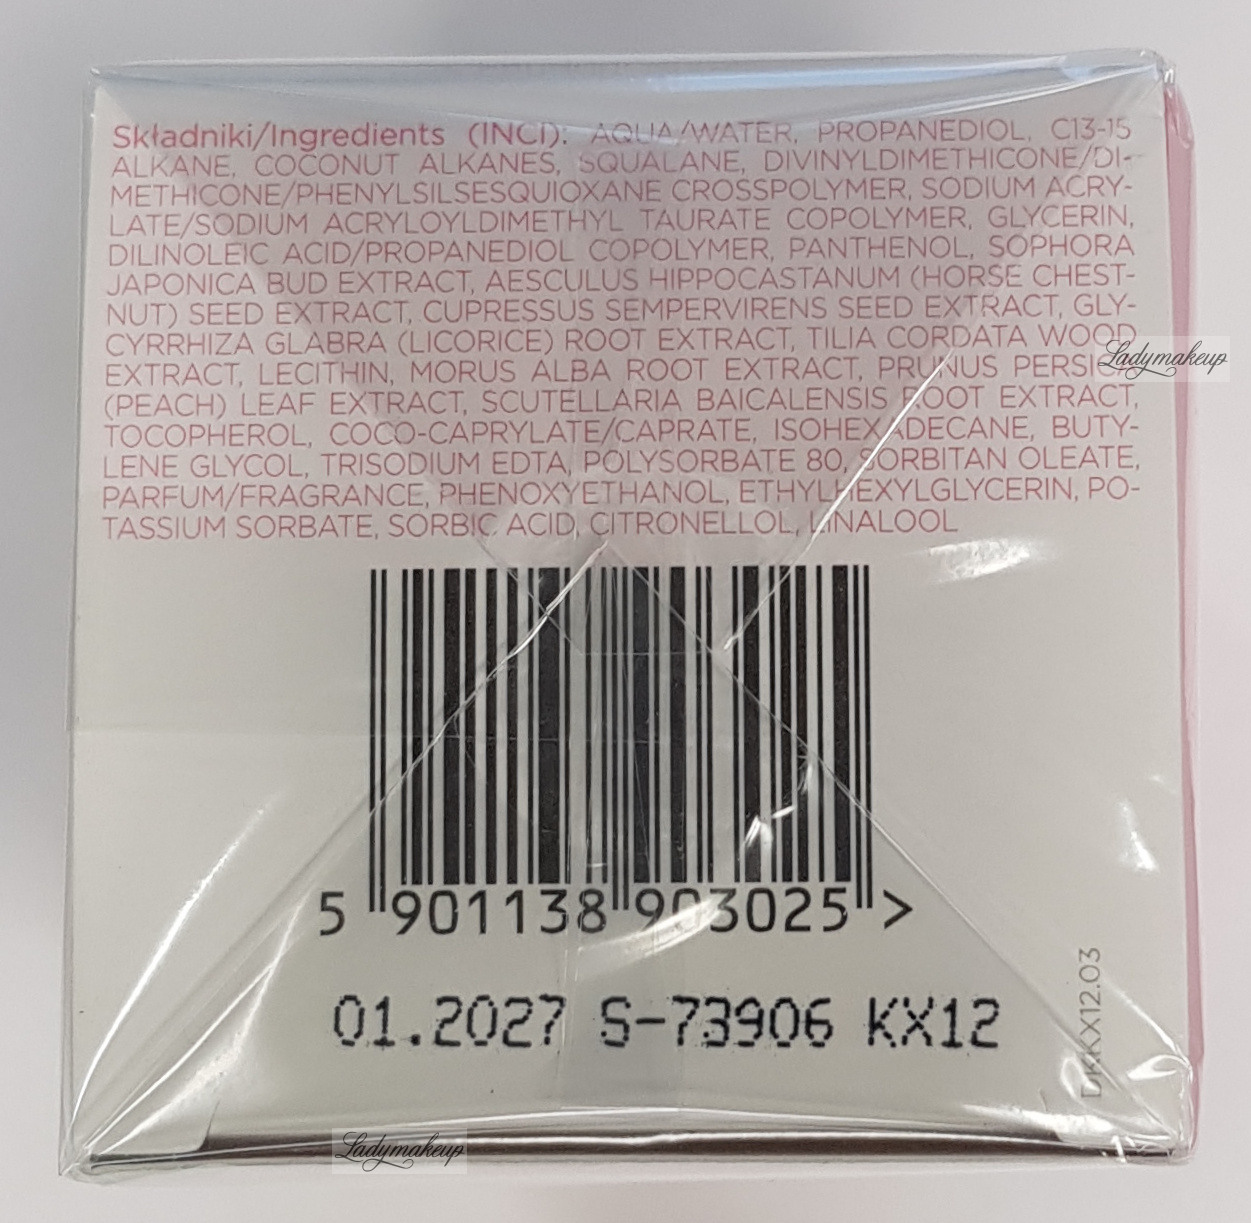 Składniki/Ingredients (INCI): AQUA/WATER, PROPANEDIOL, C13-15
ALKANE, COCONUT ALKANES, SQUALANE, DIVINYLDIMETHICONE/DI-
METHICONE/PHENYLSILSESQUIOXANE CROSSPOLYMER, SODIUM ACRY-
LATE/SODIUM ACRYLOYLDIMETHYL TAURATE COPOLYMER, GLYCERIN,
DILINOLEIC ACID/PROPANEDIOL COPOLYMER, PANTHENOL, SOPHORA
JAPONICA BUD EXTRACT, AESCULUS HIPPOCASTANUM (HORSE CHEST-
NUT) SEED EXTRACT, CUPRESSUS SEMPERVIRENS SEED EXTRACT, GLY-
CYRRHIZA GLABRA (LICORICE) ROOT EXTRACT, TILIA CORDATA WOOD
EXTRACT, LECITHIN, MORUS ALBA ROOT EXTRACT, PRUNUS PERSICA
(PEACH) LEAF EXTRACT, SCUTELLARIA BAICALENSIS ROOT EXTRACT,
TOCOPHEROL, COCO-CAPRYLATE/CAPRATE, ISOHEXADECANE, BUTY-
LENE GLYCOL, TRISODIUM EDTA, POLYSORBATE 80, SORBITAN OLEATE,
PARFUM/FRAGRANCE, PHENOXYETHANOL, ETHYLHEXYLGLYCERIN, PO-
TASSIUM SORBATE, SORBIC ACID, CITRONELLOL, LINALOOL
Ladymakeup
5 901138 903025 >
01.2027 S-73906 KX12
Ladymakeup